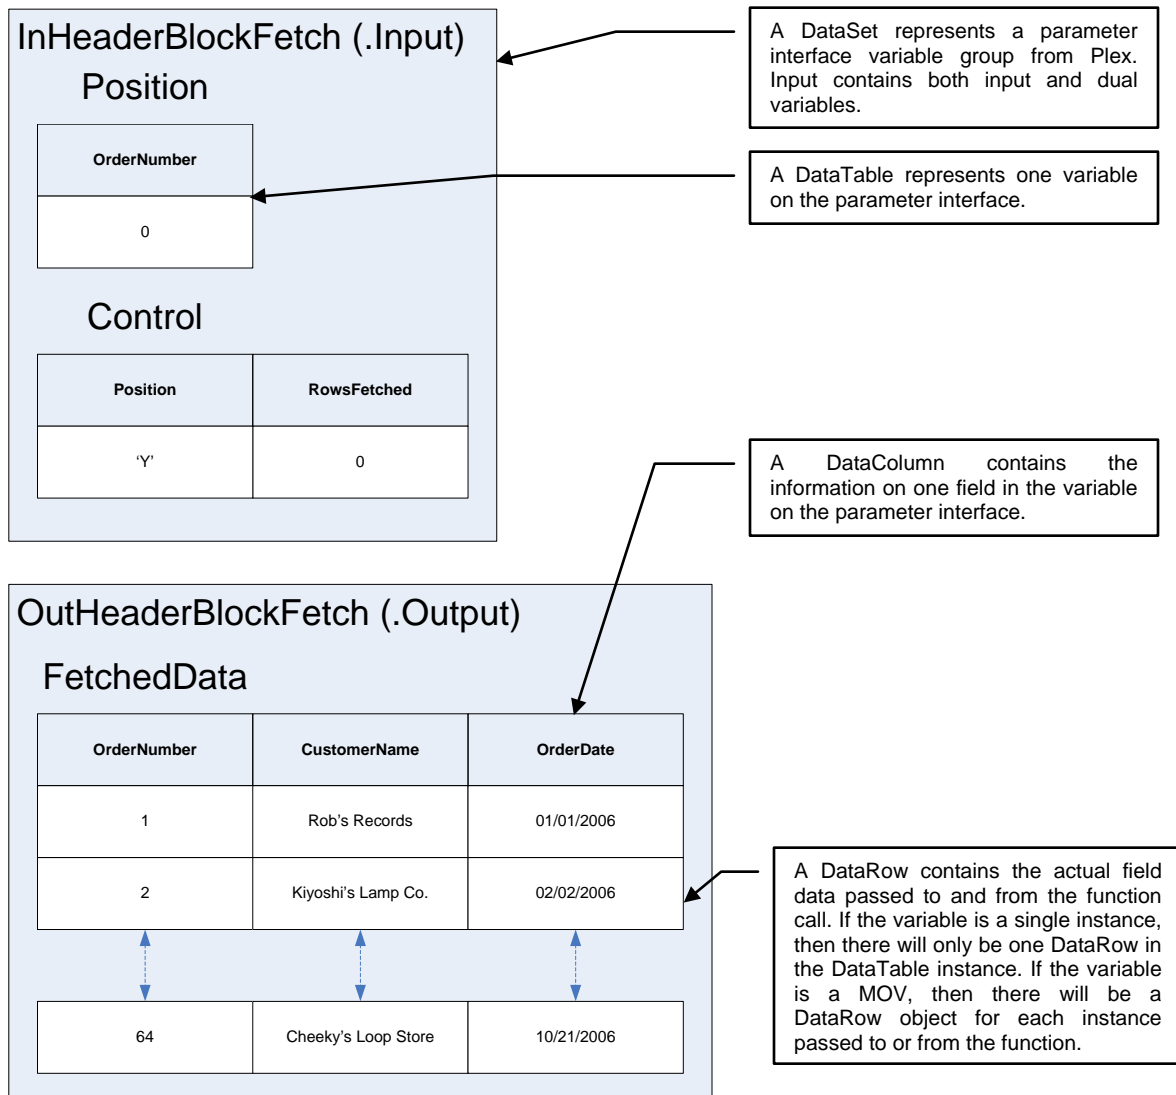 InHeaderBlockFetch (.Input)
Position
OrderNumber
0
Control
Position RowsFetched
‘Y’ 0
A DataSet represents a parameter
interface variable group from Plex.
Input contains both input and dual
variables.
A DataTable represents one variable
on the parameter interface.
A DataColumn contains the
information on one field in the variable
on the parameter interface.
OutHeaderBlockFetch (.Output)
FetchedData
OrderNumber CustomerName OrderDate
1 Rob’s Records 01/01/2006
2 Kiyoshi’s Lamp Co. 02/02/2006
64 Cheeky’s Loop Store 10/21/2006
A DataRow contains the actual field
data passed to and from the function
call. If the variable is a single instance,
then there will only be one DataRow in
the DataTable instance. If the variable
is a MOV, then there will be a
DataRow object for each instance
passed to or from the function.